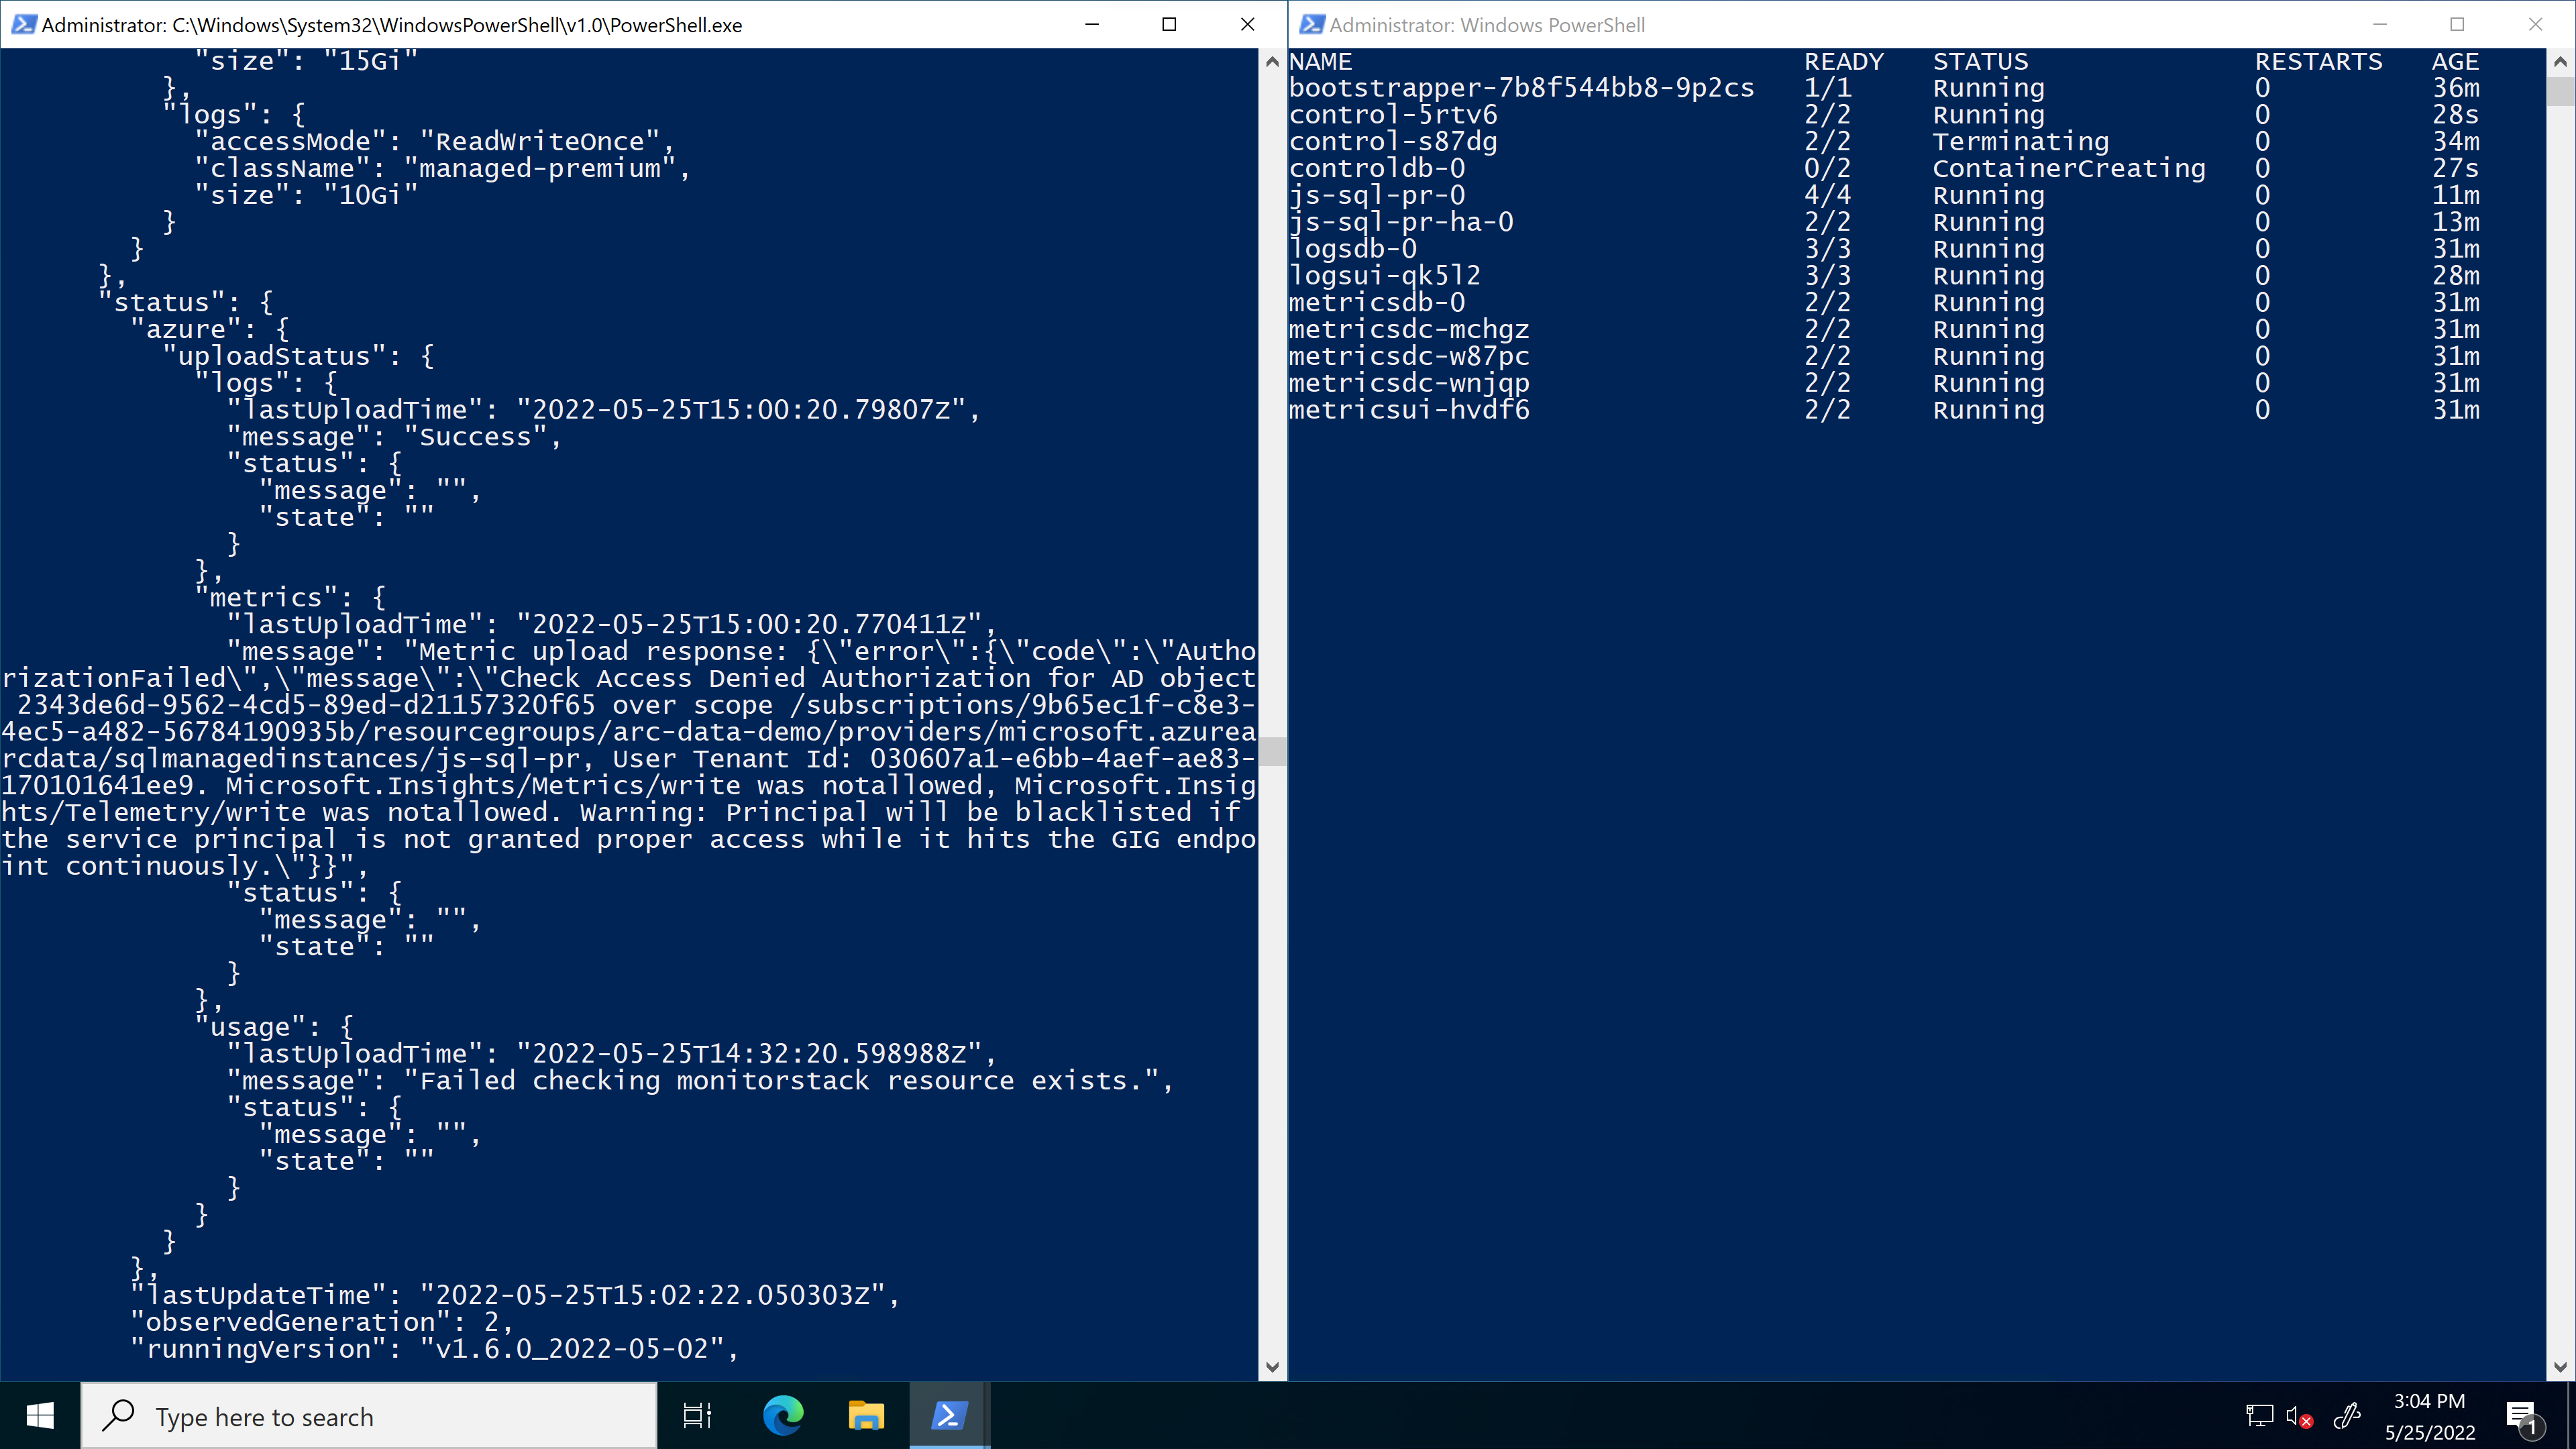 Administrator: C:\Windows\System32\WindowsPowerShell\v1.0\PowerShell.exe
"size": "15Gi"
},
"logs": {
"accessMode": "ReadWriteOnce",
"className": "managed-premium",
"size": "10Gi"
}
}
},
"status": {
"azure": {
"uploadStatus": {
"logs": {
"lastUploadTime": "2022-05-25T15:00:20.79807Z",
"message": "Success",
"status": {
"message": "",
"state": ""
}
},
"metrics": {
"lastUploadTime": "2022-05-25T15:00:20.770411Z",
"message": "Metric upload response: {\"error\":{\"code\":\"Autho
rizationFailed\",\"message\":\"Check Access Denied Authorization for AD object
2343de6d-9562-4cd5-89ed-d21157320f65 over scope /subscriptions/9b65ec1f-c8e3-
4ec5-a482-56784190935b/resourcegroups/arc-data-demo/providers/microsoft.azurea
rcdata/sqlmanagedinstances/js-sql-pr, User Tenant Id: 030607a1-e6bb-4aef-ae83-
170101641ee9. Microsoft.Insights/Metrics/write was notallowed, Microsoft.Insig
hts/Telemetry/write was notallowed. Warning: Principal will be blacklisted if
the service principal is not granted proper access while it hits the GIG endpo
int continuously.\"}}",
"status": {
"message": "",
"state": ""
}
},
"usage": {
"lastUploadTime": "2022-05-25T14:32:20.598988Z",
"message": "Failed checking monitorstack resource exists.",
"status": {
"message": "",
"state": ""
}
}
}
},
"lastUpdateTime": "2022-05-25T15:02:22.050303Z",
"observedGeneration": 2,
"runningVersion": "v1.6.0_2022-05-02",
Administrator: Windows PowerShell
NAME READY STATUS RESTARTS AGE
bootstrapper-7b8f544bb8-9p2cs 1/1 Running 0 36m
control-5rtv6 2/2 Running 0 28s
control-s87dg 2/2 Terminating 0 34m
controldb-0 0/2 ContainerCreating 0 27s
js-sql-pr-0 4/4 Running 0 11m
js-sql-pr-ha-0 2/2 Running 0 13m
logsdb-0 3/3 Running 0 31m
logsui-qk5l2 3/3 Running 0 28m
metricsdb-0 2/2 Running 0 31m
metricsdc-mchgz 2/2 Running 0 31m
metricsdc-w87pc 2/2 Running 0 31m
metricsdc-wnjqp 2/2 Running 0 31m
metricsui-hvdf6 2/2 Running 0 31m
Type here to search
3:04 PM
5/25/2022
1